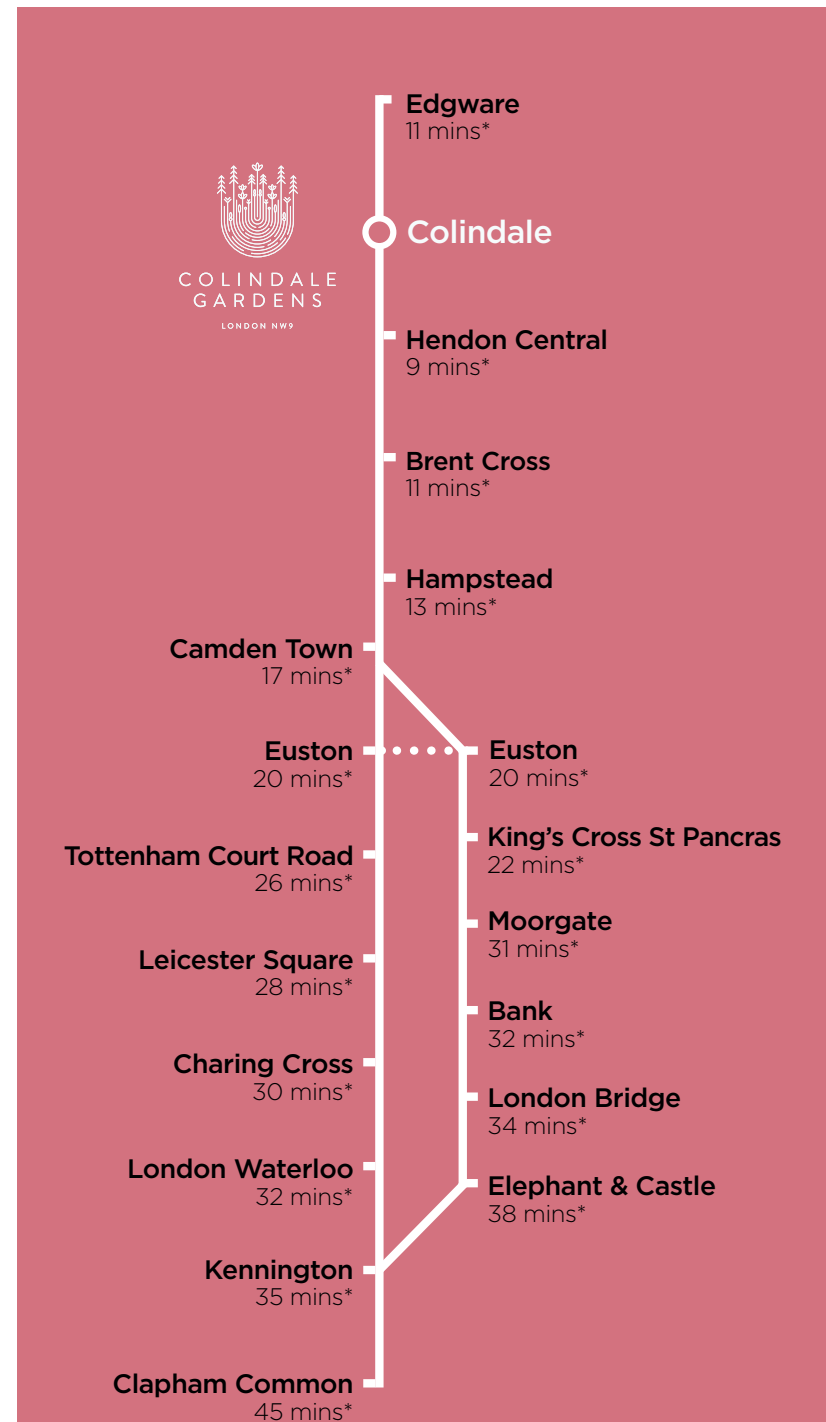 Edgware
11 mins*
COLINDALE
GARDENS
LONDON NW9
Colindale
Hendon Central
9 mins*
Brent Cross
11 mins*
Hampstead
13 mins*
Camden Town
17 mins*
Euston
20 mins*
Euston
20 mins*
King’s Cross St Pancras
22 mins*
Tottenham Court Road
26 mins*
Moorgate
31 mins*
Leicester Square
28 mins*
Bank
32 mins*
Charing Cross
30 mins*
London Bridge
34 mins*
London Waterloo
32 mins*
Elephant & Castle
38 mins*
Kennington
35 mins*
Clapham Common
45 mins*